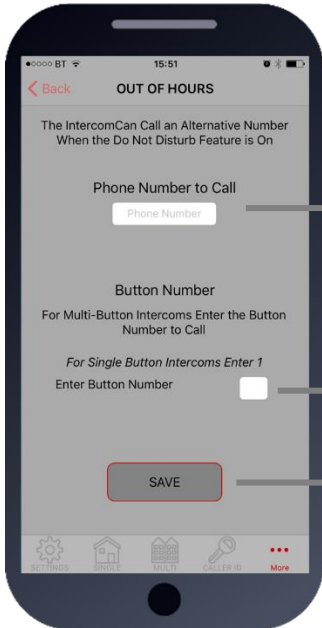 ●○○○○ BT 15:51
Back OUT OF HOURS
The IntercomCan Call an Alternative Number
When the Do Not Disturb Feature is On
Phone Number to Call
Phone Number
Button Number
For Multi-Button Intercoms Enter the Button
Number to Call
For Single Button Intercoms Enter 1
Enter Button Number
SAVE
SETTINGS SINGLE MULTI CALLER ID More